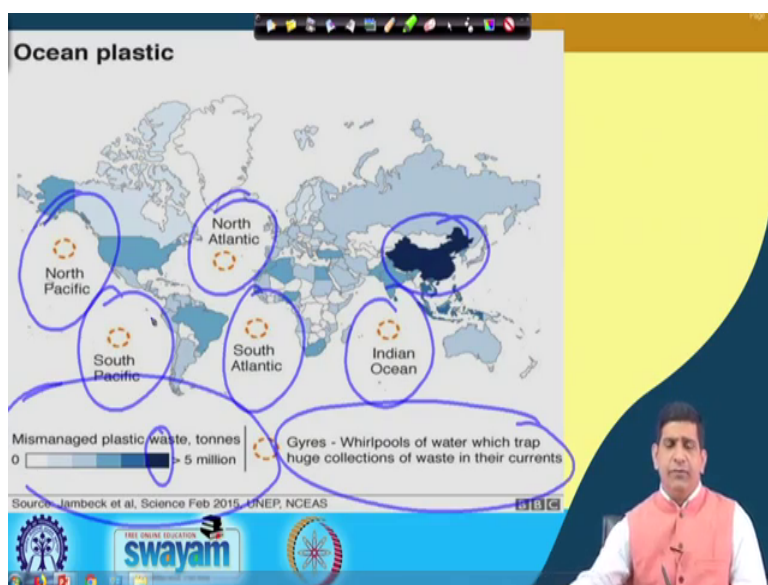 Page
Ocean plastic
North
Atlantic
North
Pacific
South
Pacific
South
Atlantic
Indian
Ocean
Mismanaged plastic waste, tonnes
0 > 5 million
Gyres - Whirlpools of water which trap
huge collections of waste in their currents
Source: Jambeck et al, Science Feb 2015, UNEP, NCEAS
BBC
FREE ONLINE EDUCATION
swayam